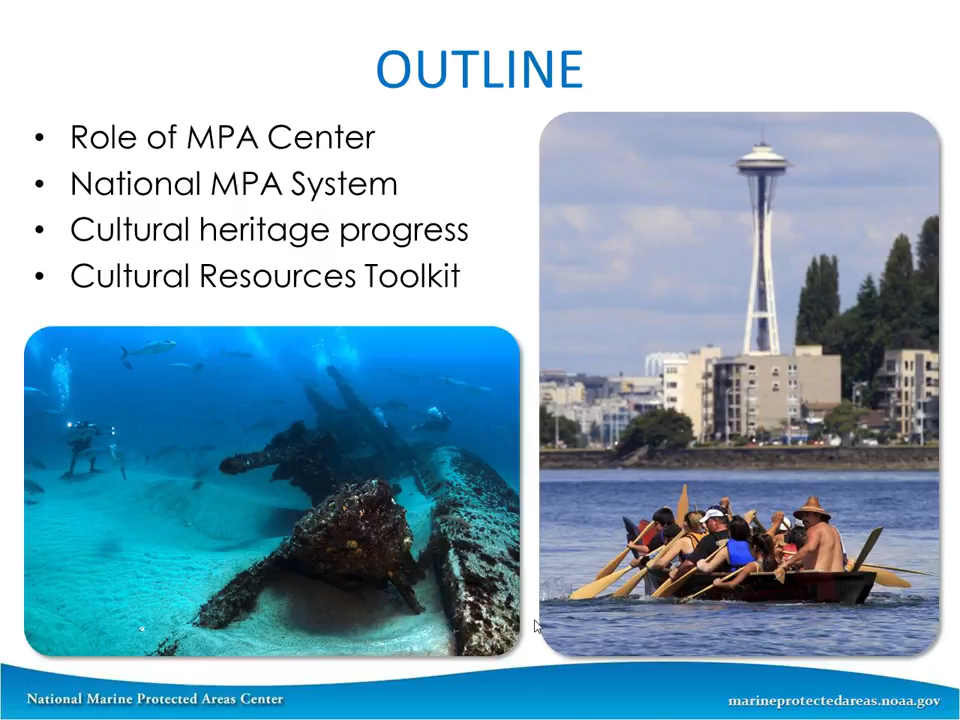 OUTLINE
• Role of MPA Center
• National MPA System
• Cultural heritage progress
• Cultural Resources Toolkit
National Marine Protected Areas Center
marineprotectedareas.noaa.gov